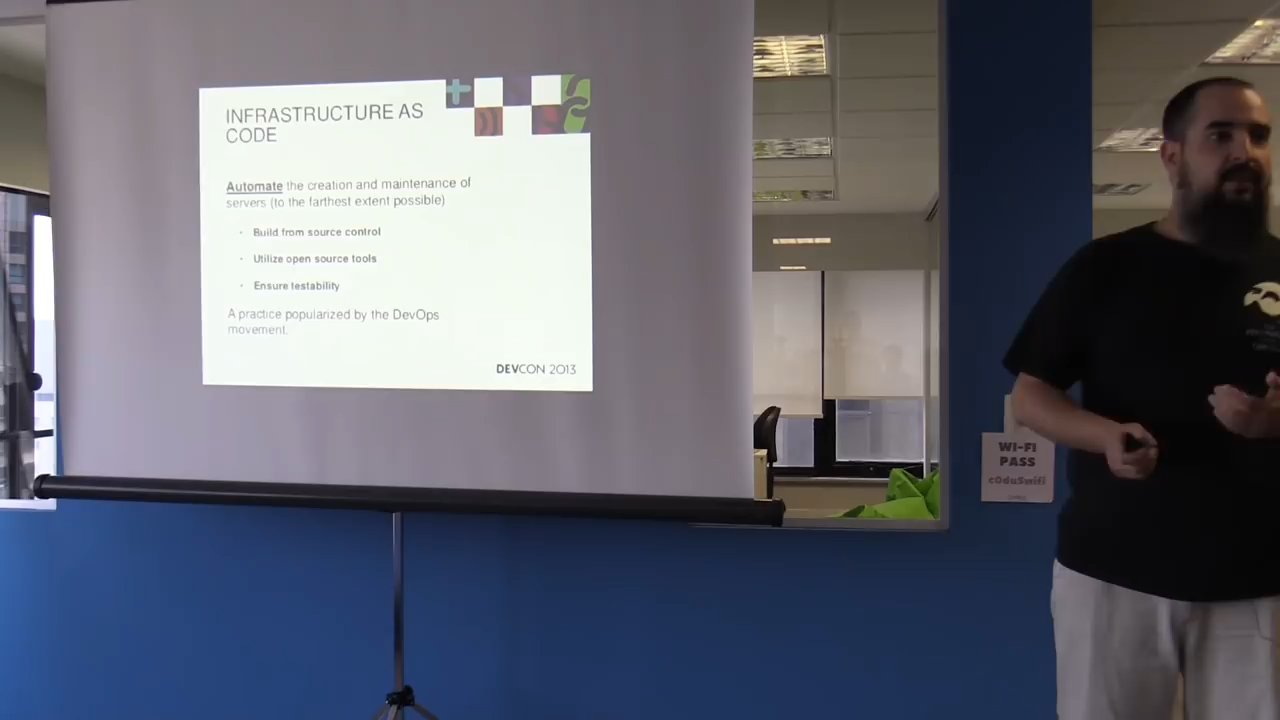 INFRASTRUCTURE AS
CODE
Automate the creation and maintenance of
servers (to the farthest extent possible)
• Build from source control
• Utilize open source tools
• Ensure testability
A practice popularized by the DevOps
movement.
DEVCON 2013
WI-FI
PASS
c0duSwifi